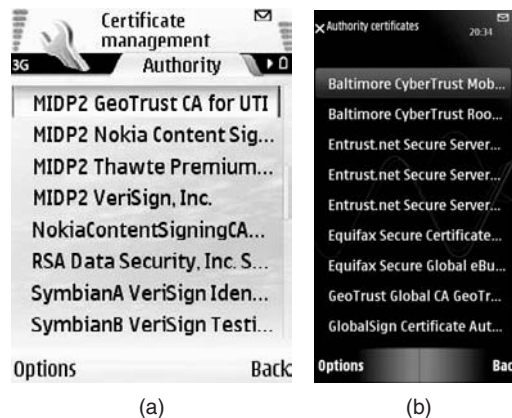 Certificate
management
3G
Authority
MIDP2 GeoTrust CA for UTI
MIDP2 Nokia Content Sig...
MIDP2 Thawte Premium...
MIDP2 VeriSign, Inc.
NokiaContentSigningCA...
RSA Data Security, Inc. S...
SymbianA VeriSign Iden...
SymbianB VeriSign Testi...
Options Back
(a)
Authority certificates
20:34
Baltimore CyberTrust Mob...
Baltimore CyberTrust Roo...
Entrust.net Secure Server...
Entrust.net Secure Server...
Entrust.net Secure Server...
Equifax Secure Certificate...
Equifax Secure Global eBu...
GeoTrust Global CA GeoTr...
GlobalSign Certificate Aut...
Options Bac
(b)